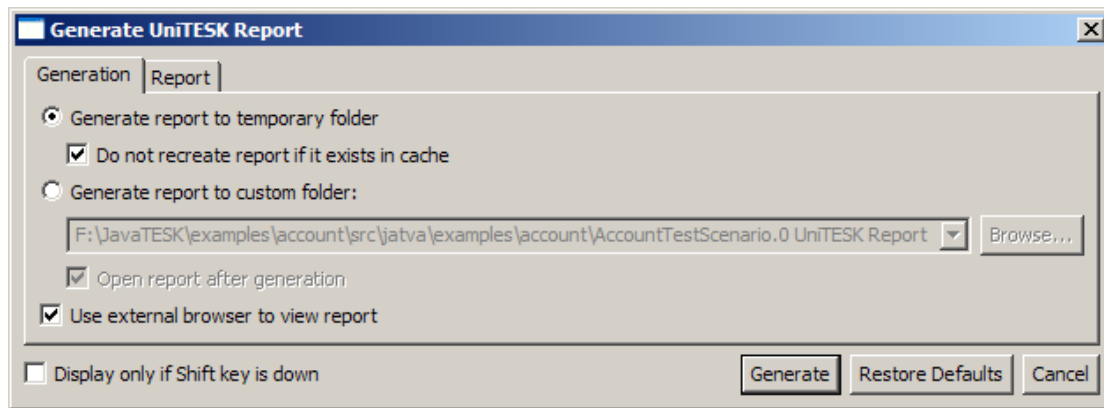 Generate UniTESK Report
Generation Report
Generate report to temporary folder
Do not recreate report if it exists in cache
Generate report to custom folder:
F:\JavaTESK\examples\account\src\jatva\examples\account\AccountTestScenario.0 UniTESK Report Browse...
Open report after generation
Use external browser to view report
Display only if Shift key is down Generate Restore Defaults Cancel